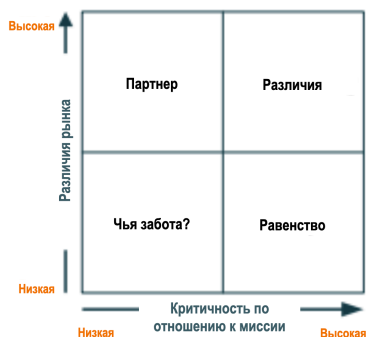 Высокая
Партнер
Различия
Различия рынка
Чья забота?
Равенство
Низкая
Критичность по
отношению к миссии
Низкая
Высокая